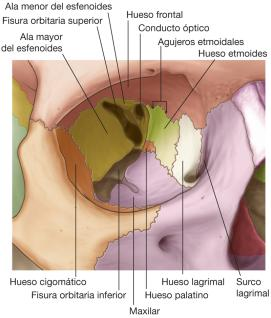 Ala menor del esfenoides
Fisura orbitaria superior
Ala mayor
del esfenoides
Hueso frontal
Conducto óptico
Agujeros etmoidales
Hueso etmoides
Hueso cigomático
Fisura orbitaria inferior
Maxilar
Hueso palatino
Hueso lagrimal
Surco
lagrimal